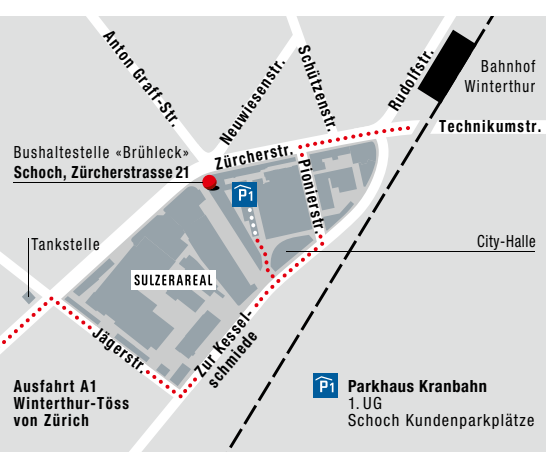 Anton Graff-Str.
Neuwiesenstr.
Schützenstr.
Rudolfstr.
Bahnhof
Winterthur
Technikumstr.
Bushaltestelle «Brühleck»
Schoch, Zürcherstrasse 21
Zürcherstr.
Pionierstr.
P1
Tankstelle
City-Halle
SULZERAREAL
Jägerstr.
Zur Kessel-
schmiede
Ausfahrt A1
Winterthur-Töss
von Zürich
P1 Parkhaus Kranbahn
1. UG
Schoch Kundenparkplätze